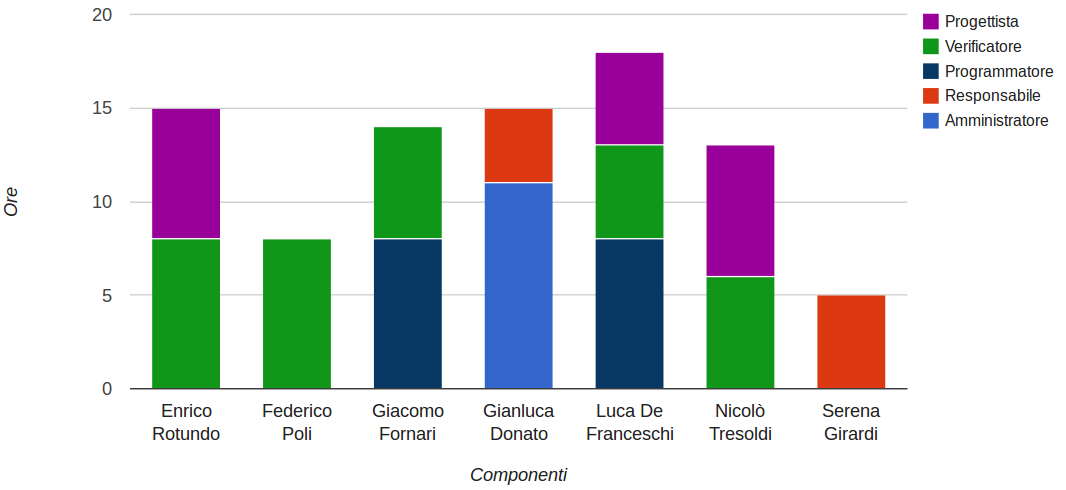 20
15
10
5
0
Ore
Enrico
Rotundo
Federico
Poli
Giacomo
Fornari
Gianluca
Donato
Luca De
Franceschi
Nicolò
Tresoldi
Serena
Girardi
Componenti
Progettista
Verificatore
Programmatore
Responsabile
Amministratore